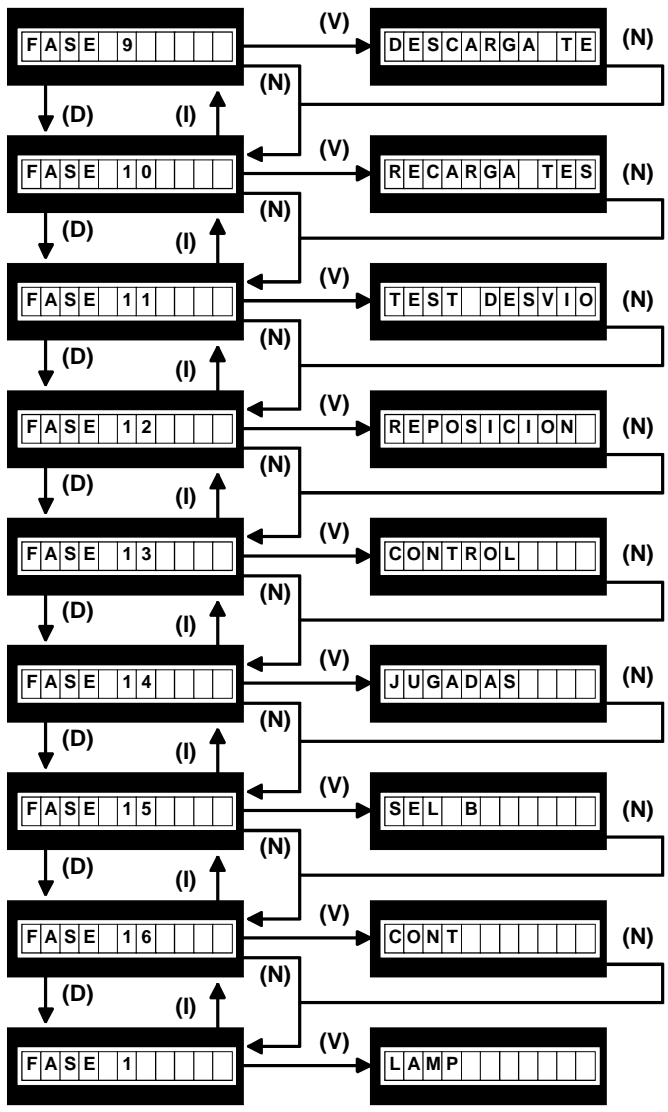 FASE 9 (V) DESCARGA TE (N)
(D) (I) (N)
FASE 10 (V) RECARGA TES (N)
(D) (I) (N)
FASE 11 (V) TEST DESVIO (N)
(D) (I) (N)
FASE 12 (V) REPOSICION (N)
(D) (I) (N)
FASE 13 (V) CONTROL (N)
(D) (I) (N)
FASE 14 (V) JUGADAS (N)
(D) (I) (N)
FASE 15 (V) SEL B (N)
(D) (I) (N)
FASE 16 (V) CONT (N)
(D) (I) (N)
FASE 1 (V) LAMP